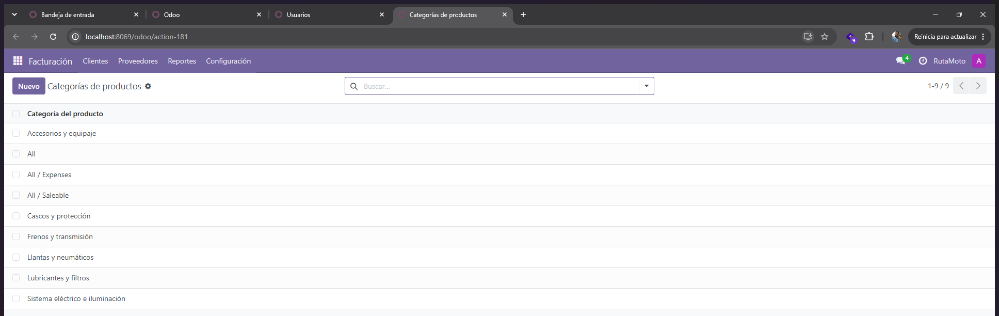 Bandeja de entrada
Odoo
Usuarios
Categorías de productos
localhost:8069/odoo/action-181
9
Reinicia para actualizar
Facturación
Clientes
Proveedores
Reportes
Configuración
4
RutaMoto
A
Nuevo
Categorías de productos
Buscar...
1-9 / 9
Categoría del producto
Accesorios y equipaje
All
All / Expenses
All / Saleable
Cascos y protección
Frenos y transmisión
Llantas y neumáticos
Lubricantes y filtros
Sistema eléctrico e iluminación